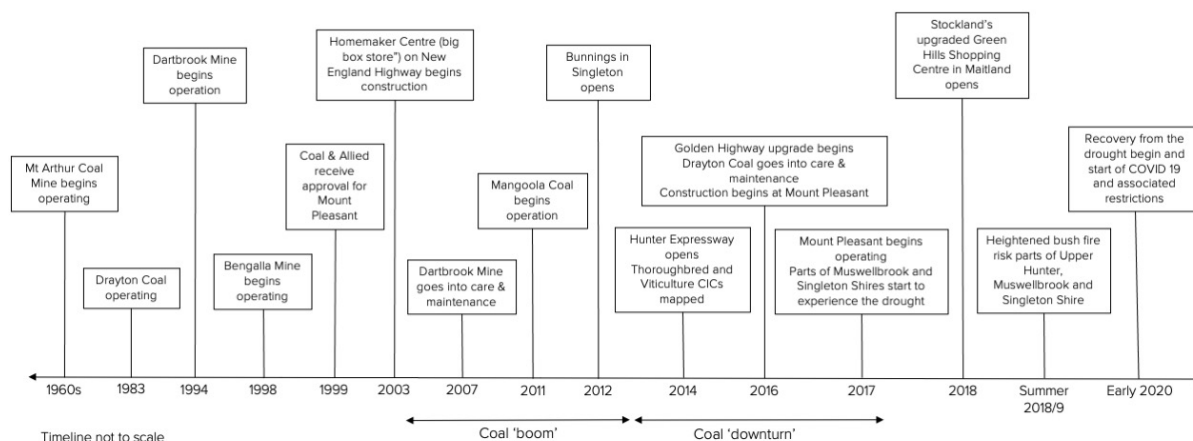 Mt Arthur Coal
Mine begins
operating
Drayton Coal
operating
Dartbrook Mine
begins
operation
Bengalla Mine
begins
operating
Coal & Allied
receive
approval for
Mount
Pleasant
Homemaker Centre (big
box store") on New
England Highway begins
construction
Dartbrook Mine
goes into care &
maintenance
Mangoola Coal
begins
operation
Bunnings in
Singleton
opens
Hunter Expressway
opens
Thoroughbred and
Viticulture CICs
mapped
Golden Highway upgrade begins
Drayton Coal goes into care &
maintenance
Construction begins at Mount Pleasant
Mount Pleasant begins
operating
Parts of Muswellbrook and
Singleton Shires start to
experience the drought
Stockland's
upgraded Green
Hills Shopping
Centre in Maitland
opens
Heightened bush fire
risk parts of Upper
Hunter,
Muswellbrook and
Singleton Shire
Recovery from the
drought begin and
start of COVID 19
and associated
restrictions
1960s
1983
1994
1998
1999
2003
2007
2011
2012
2014
2016
2017
2018
Summer
2018/9
Early 2020
Coal 'boom'
Coal 'downturn'
Timeline not to scale